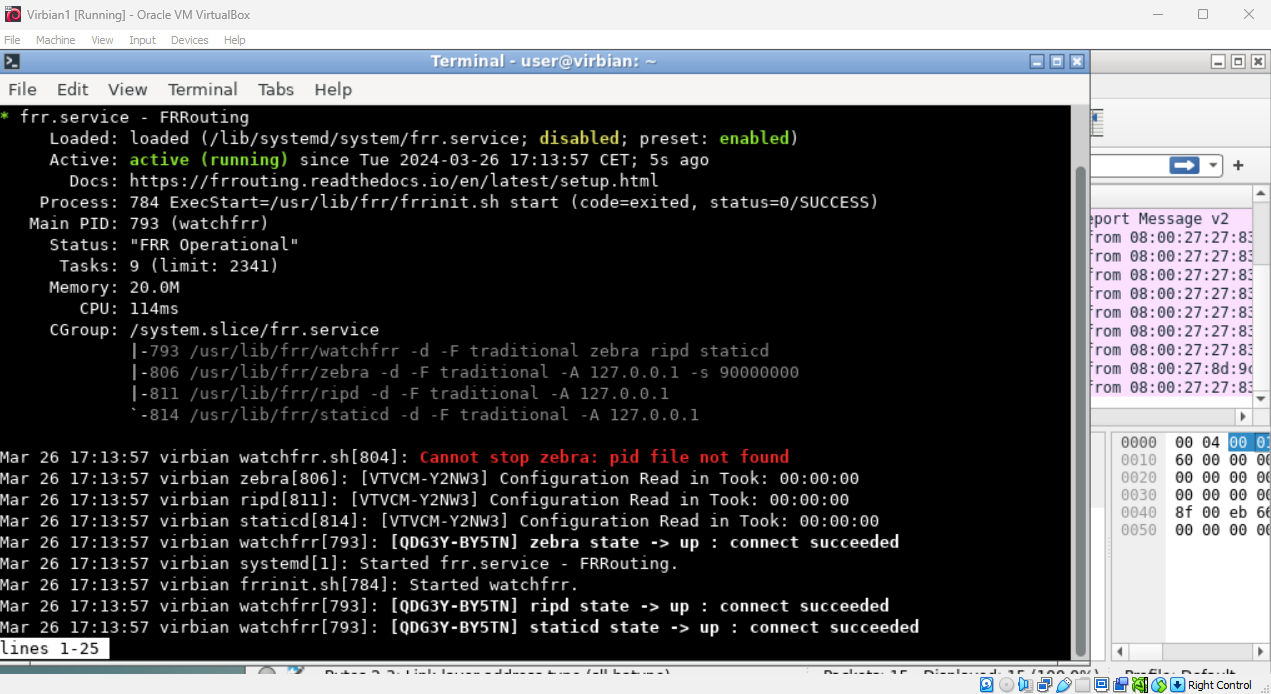 Virbian1 [Running] - Oracle VM VirtualBox
File Machine View Input Devices Help
Terminal - user@virbian: ~
File Edit View Terminal Tabs Help
* frr.service - FRRouting
Loaded: loaded (/lib/systemd/system/frr.service; disabled; preset: enabled)
Active: active (running) since Tue 2024-03-26 17:13:57 CET; 5s ago
Docs: https://frrouting.readthedocs.io/en/latest/setup.html
Process: 784 ExecStart=/usr/lib/frr/frrinit.sh start (code=exited, status=0/SUCCESS)
Main PID: 793 (watchfrr)
Status: "FRR Operational"
Tasks: 9 (limit: 2341)
Memory: 20.0M
CPU: 114ms
CGroup: /system.slice/frr.service
|-793 /usr/lib/frr/watchfrr -d -F traditional zebra ripd staticd
|-806 /usr/lib/frr/zebra -d -F traditional -A 127.0.0.1 -s 90000000
|-811 /usr/lib/frr/ripd -d -F traditional -A 127.0.0.1
`-814 /usr/lib/frr/staticd -d -F traditional -A 127.0.0.1
Mar 26 17:13:57 virbian watchfrr.sh[804]: Cannot stop zebra: pid file not found
Mar 26 17:13:57 virbian zebra[806]: [VTVCM-Y2NW3] Configuration Read in Took: 00:00:00
Mar 26 17:13:57 virbian ripd[811]: [VTVCM-Y2NW3] Configuration Read in Took: 00:00:00
Mar 26 17:13:57 virbian staticd[814]: [VTVCM-Y2NW3] Configuration Read in Took: 00:00:00
Mar 26 17:13:57 virbian watchfrr[793]: [QDG3Y-BY5TN] zebra state -> up : connect succeeded
Mar 26 17:13:57 virbian systemd[1]: Started frr.service - FRRouting.
Mar 26 17:13:57 virbian frrinit.sh[784]: Started watchfrr.
Mar 26 17:13:57 virbian watchfrr[793]: [QDG3Y-BY5TN] ripd state -> up : connect succeeded
Mar 26 17:13:57 virbian watchfrr[793]: [QDG3Y-BY5TN] staticd state -> up : connect succeeded
lines 1-25
port Message v2
from 08:00:27:27:83
from 08:00:27:27:83
from 08:00:27:27:83
from 08:00:27:27:83
from 08:00:27:27:83
from 08:00:27:27:83
from 08:00:27:27:83
from 08:00:27:8d:9c
from 08:00:27:27:83
0000 00 04 00 01
0010 60 00 00 00
0020 00 00 00 00
0030 00 00 00 00
0040 8f 00 eb 66
0050 00 00 00 00
Right Control